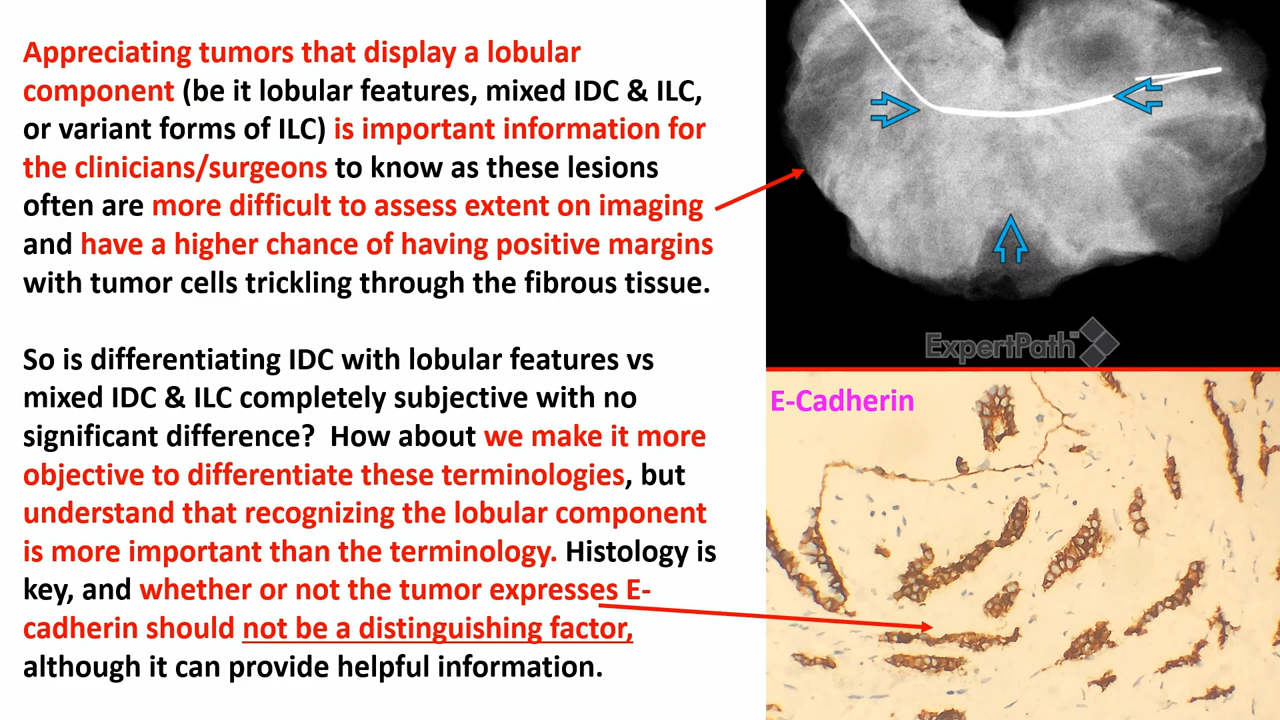 Appreciating tumors that display a lobular
component (be it lobular features, mixed IDC & ILC,
or variant forms of ILC) is important information for
the clinicians/surgeons to know as these lesions
often are more difficult to assess extent on imaging
and have a higher chance of having positive margins
with tumor cells trickling through the fibrous tissue.
So is differentiating IDC with lobular features vs
mixed IDC & ILC completely subjective with no
significant difference?  How about we make it more
objective to differentiate these terminologies, but
understand that recognizing the lobular component
is more important than the terminology. Histology is
key, and whether or not the tumor expresses E-
cadherin should not be a distinguishing factor,
although it can provide helpful information.
ExpertPath™
E-Cadherin